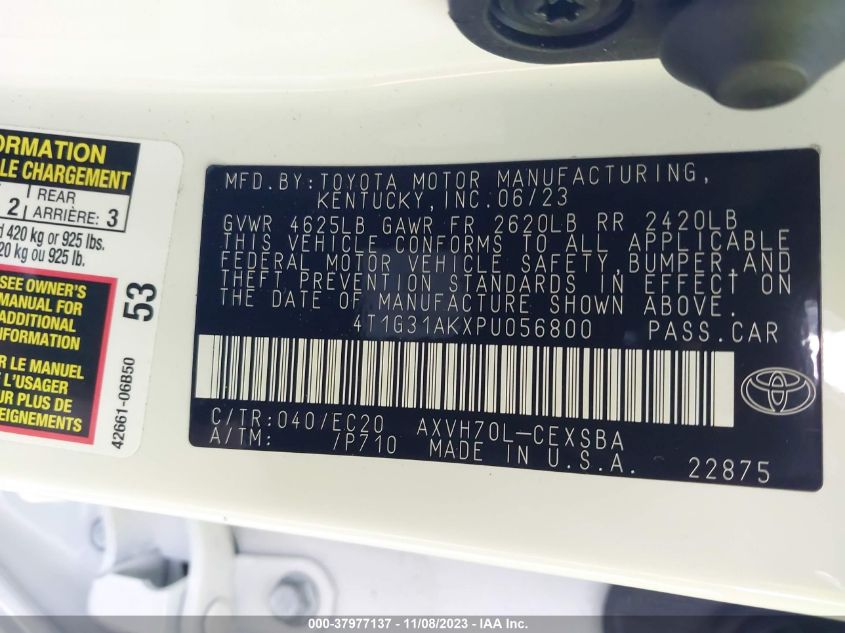 ORMATION
LE CHARGEMENT
2 REAR
ARRIÈRE: 3
d 420 kg or 925 lbs.
20 kg ou 925 lb.
SEE OWNER'S
MANUAL FOR
ADDITIONAL
INFORMATION
R LE MANUEL
L'USAGER
UR PLUS DE
SEIGNEMENTS
53
42661-06B50
MFD.BY:TOYOTA MOTOR MANUFACTURING,
KENTUCKY,INC.06/23
GVWR 4625LB GAWR FR 2620LB RR 2420LB
THIS VEHICLE CONFORMS TO ALL APPLICABLE
FEDERAL MOTOR VEHICLE SAFETY,BUMPER,AND
THEFT PREVENTION STANDARDS IN EFFECT ON
THE DATE OF MANUFACTURE SHOWN ABOVE.
4T1G31AKXPU056800 PASS.CAR
C/TR:040/EC20 AXVH70L-CEXSBA
A/TM: /P710 MADE IN U.S.A. 22875
TOYOTA
000-37977137 - 11/08/2023 - IAA Inc.